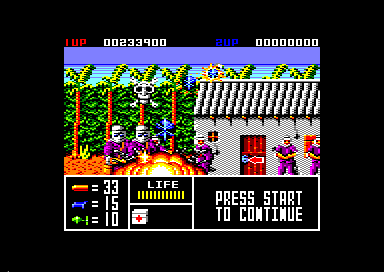 1UP 00233900 2UP 00000000
= 33
= 15
= 10
LIFE
PRESS START
TO CONTINUE